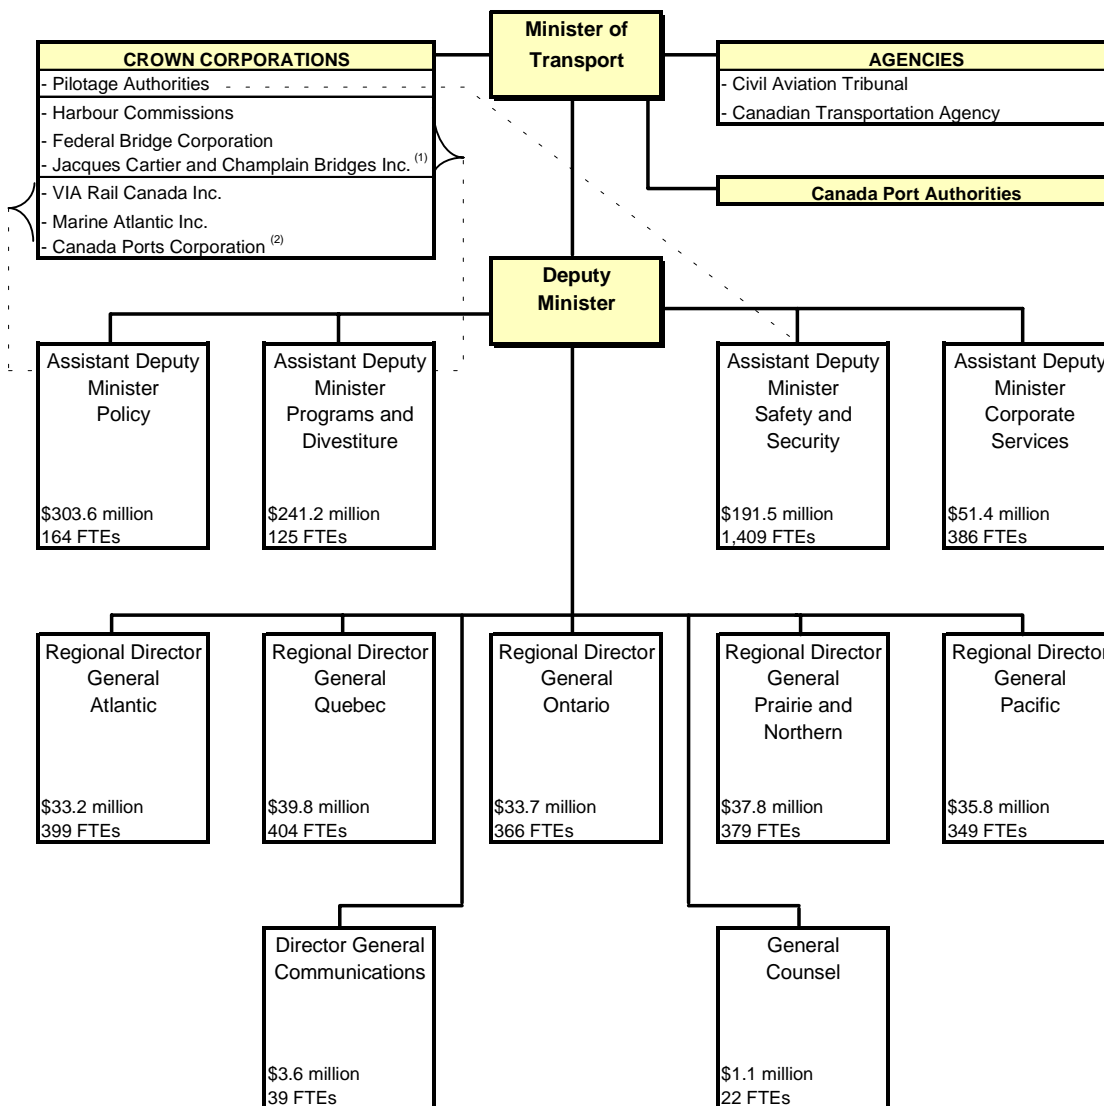 Minister of
Transport
CROWN CORPORATIONS
- Pilotage Authorities
- Harbour Commissions
- Federal Bridge Corporation
- Jacques Cartier and Champlain Bridges Inc. (1)
- VIA Rail Canada Inc.
- Marine Atlantic Inc.
- Canada Ports Corporation (2)
AGENCIES
- Civil Aviation Tribunal
- Canadian Transportation Agency
Canada Port Authorities
Deputy
Minister
Assistant Deputy
Minister
Policy
$303.6 million
164 FTEs
Assistant Deputy
Minister
Programs and
Divestiture
$241.2 million
125 FTEs
Assistant Deputy
Minister
Safety and
Security
$191.5 million
1,409 FTEs
Assistant Deputy
Minister
Corporate
Services
$51.4 million
386 FTEs
Regional Director
General
Atlantic
$33.2 million
399 FTEs
Regional Director
General
Quebec
$39.8 million
404 FTEs
Regional Director
General
Ontario
$33.7 million
366 FTEs
Regional Director
General
Prairie and
Northern
$37.8 million
379 FTEs
Regional Director
General
Pacific
$35.8 million
349 FTEs
Director General
Communications
$3.6 million
39 FTEs
General
Counsel
$1.1 million
22 FTEs